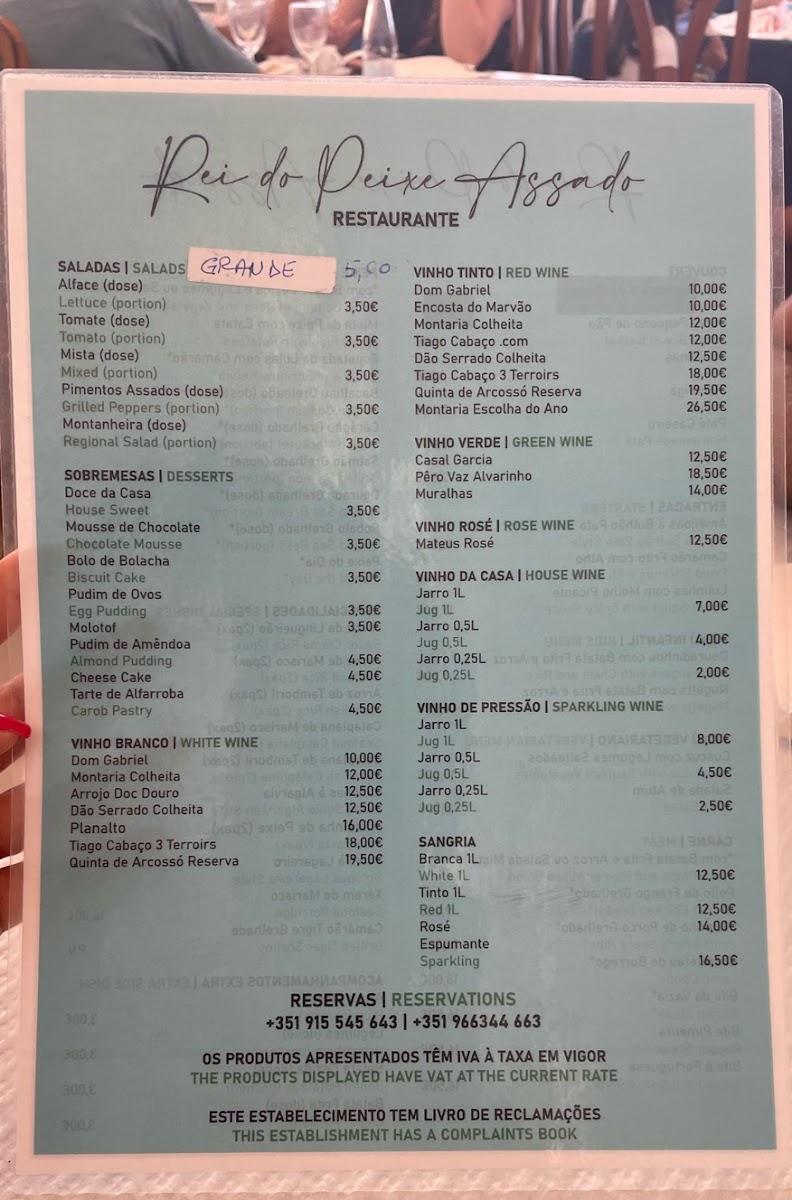 Rei do Peixe Assado
RESTAURANTE
SALADAS | SALADS GRANDE 5,00
Alface (dose)
Lettuce (portion) 3,50€
Tomate (dose)
Tomato (portion) 3,50€
Mista (dose)
Mixed (portion) 3,50€
Pimentos Assados (dose)
Grilled Peppers (portion) 3,50€
Montanheira (dose)
Regional Salad (portion) 3,50€
SOBREMESAS | DESSERTS
Doce da Casa
House Sweet 3,50€
Mousse de Chocolate
Chocolate Mousse 3,50€
Bolo de Bolacha
Biscuit Cake 3,50€
Pudim de Ovos
Egg Pudding 3,50€
Molotof 3,50€
Pudim de Amêndoa
Almond Pudding 4,50€
Cheese Cake 4,50€
Tarte de Alfarroba
Carob Pastry 4,50€
VINHO BRANCO | WHITE WINE
Dom Gabriel 10,00€
Montaria Colheita 12,00€
Arrojo Doc Douro 12,50€
Dão Serrado Colheita 12,50€
Planalto 16,00€
Tiago Cabaço 3 Terroirs 18,00€
Quinta de Arcossó Reserva 19,50€
VINHO TINTO | RED WINE
Dom Gabriel 10,00€
Encosta do Marvão 10,00€
Montaria Colheita 12,00€
Tiago Cabaço .com 12,00€
Dão Serrado Colheita 12,50€
Tiago Cabaço 3 Terroirs 18,00€
Quinta de Arcossó Reserva 19,50€
Montaria Escolha do Ano 26,50€
VINHO VERDE | GREEN WINE
Casal Garcia 12,50€
Pêro Vaz Alvarinho 18,50€
Muralhas 14,00€
VINHO ROSÉ | ROSE WINE
Mateus Rosé 12,50€
VINHO DA CASA | HOUSE WINE
Jarro 1L
Jug 1L 7,00€
Jarro 0,5L
Jug 0,5L 4,00€
Jarro 0,25L
Jug 0,25L 2,00€
VINHO DE PRESSÃO | SPARKLING WINE
Jarro 1L
Jug 1L 8,00€
Jarro 0,5L
Jug 0,5L 4,50€
Jarro 0,25L
Jug 0,25L 2,50€
SANGRIA
Branca 1L
White 1L 12,50€
Tinto 1L
Red 1L 12,50€
Rosé 14,00€
Espumante
Sparkling 16,50€
RESERVAS | RESERVATIONS
+351 915 545 643 | +351 966344 663
OS PRODUTOS APRESENTADOS TÊM IVA À TAXA EM VIGOR
THE PRODUCTS DISPLAYED HAVE VAT AT THE CURRENT RATE
ESTE ESTABELECIMENTO TEM LIVRO DE RECLAMAÇÕES
THIS ESTABLISHMENT HAS A COMPLAINTS BOOK